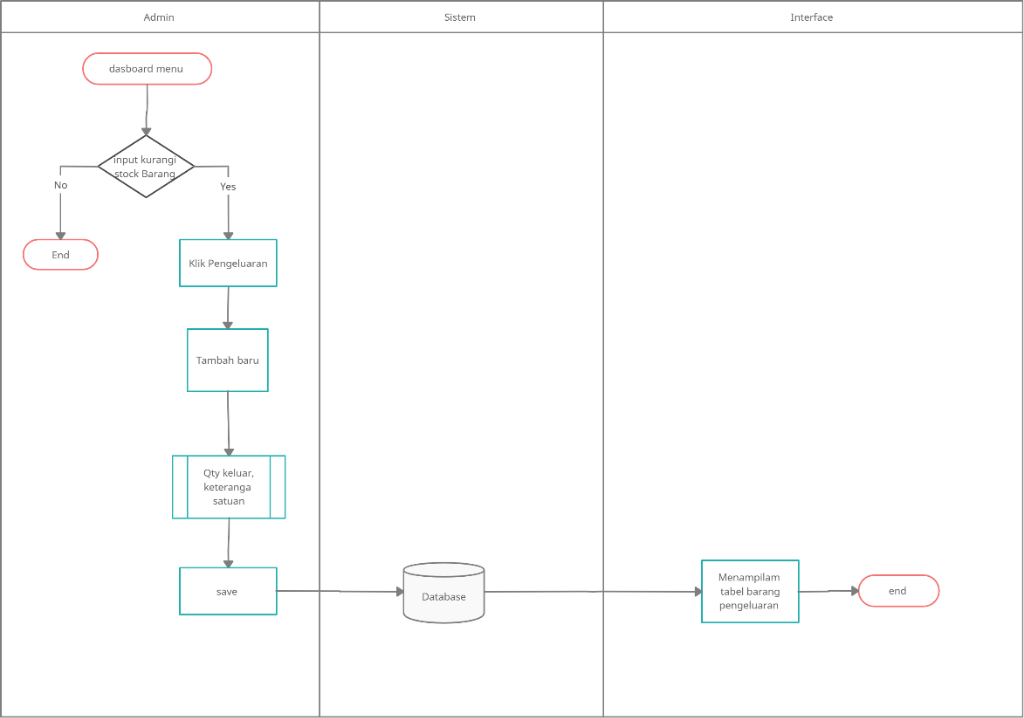 Admin
Sistem
Interface
dasboard menu
input kurangi
stock Barang
No
Yes
End
Klik Pengeluaran
Tambah baru
Qty keluar,
keteranga
satuan
save
Database
Menampilam
tabel barang
pengeluaran
end